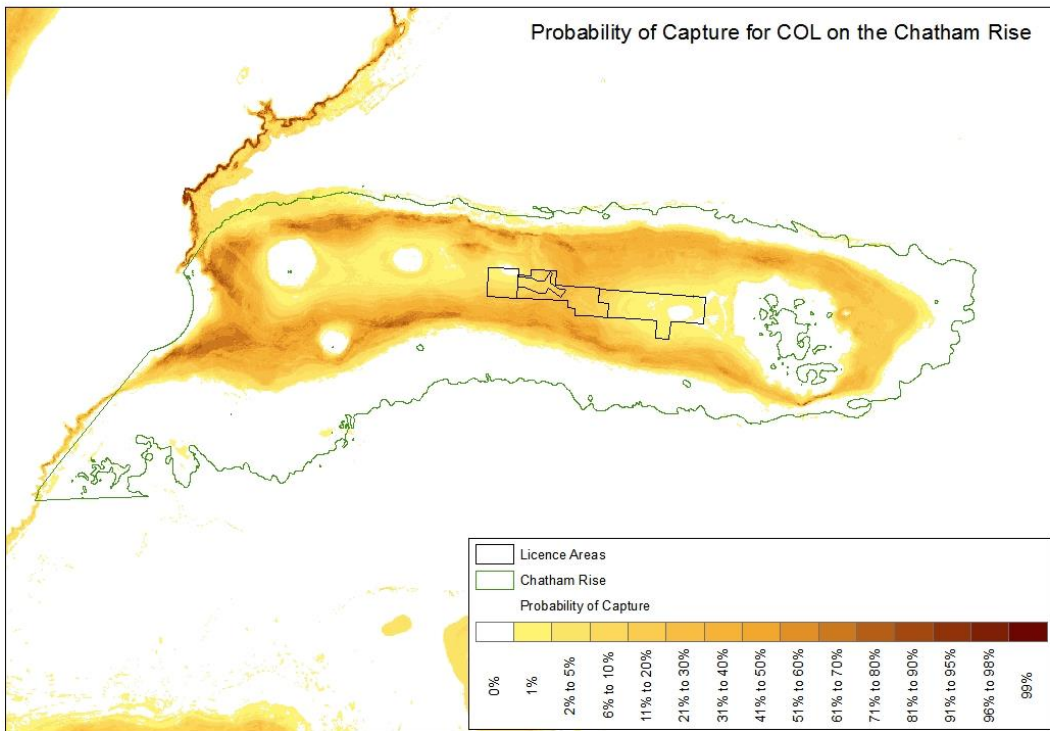 Probability of Capture for COL on the Chatham Rise
Licence Areas
Chatham Rise
Probability of Capture
0%
1%
2% to 5%
6% to 10%
11% to 20%
21% to 30%
31% to 40%
41% to 50%
51% to 60%
61% to 70%
71% to 80%
81% to 90%
91% to 95%
96% to 98%
99%